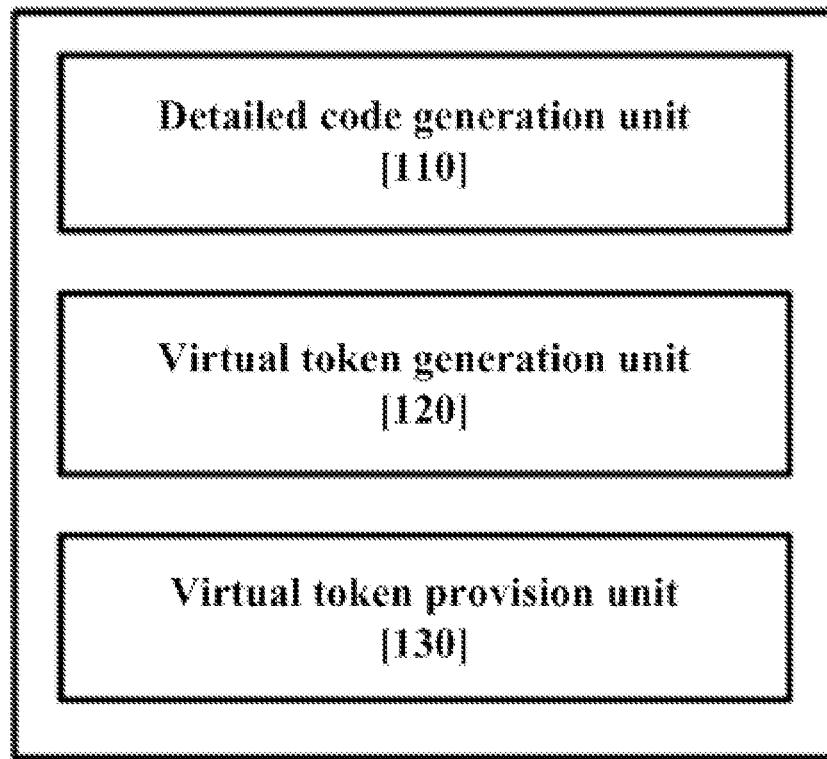 Detailed code generation unit
[110]
Virtual token generation unit
[120]
Virtual token provision unit
[130]